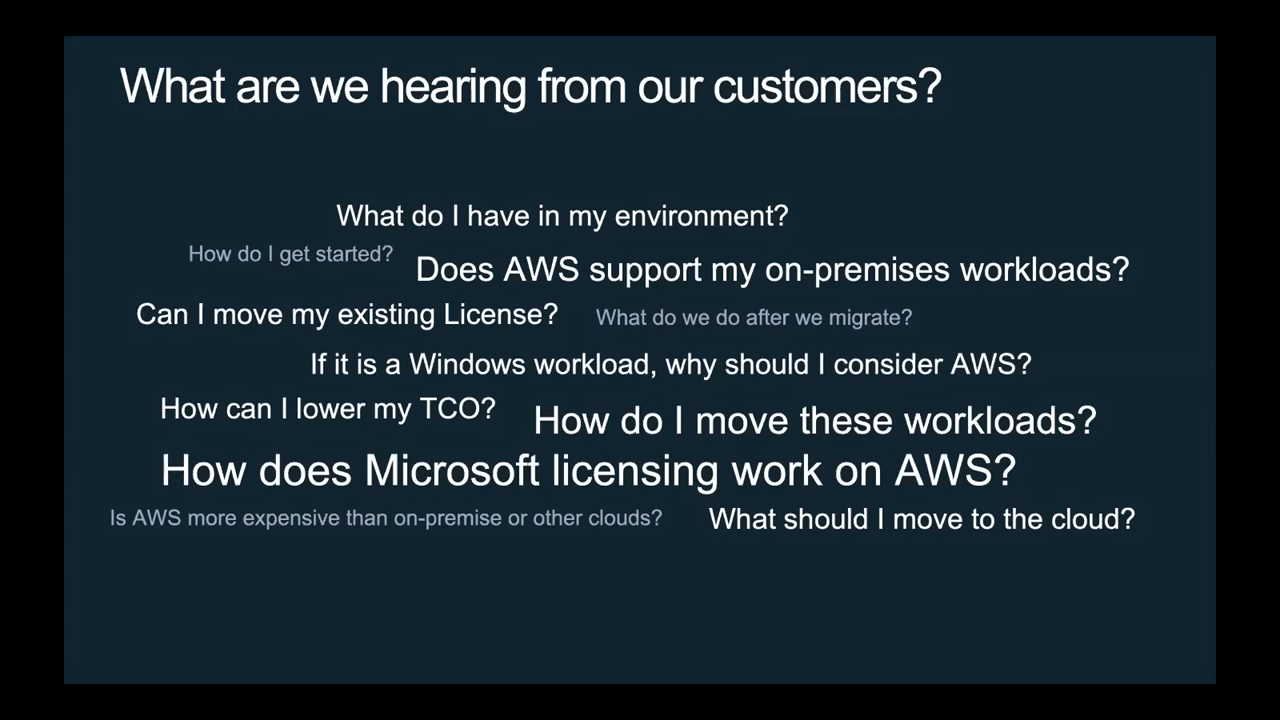 What are we hearing from our customers?
What do I have in my environment?
How do I get started?
Does AWS support my on-premises workloads?
Can I move my existing License?
What do we do after we migrate?
If it is a Windows workload, why should I consider AWS?
How can I lower my TCO?
How do I move these workloads?
How does Microsoft licensing work on AWS?
Is AWS more expensive than on-premise or other clouds?
What should I move to the cloud?